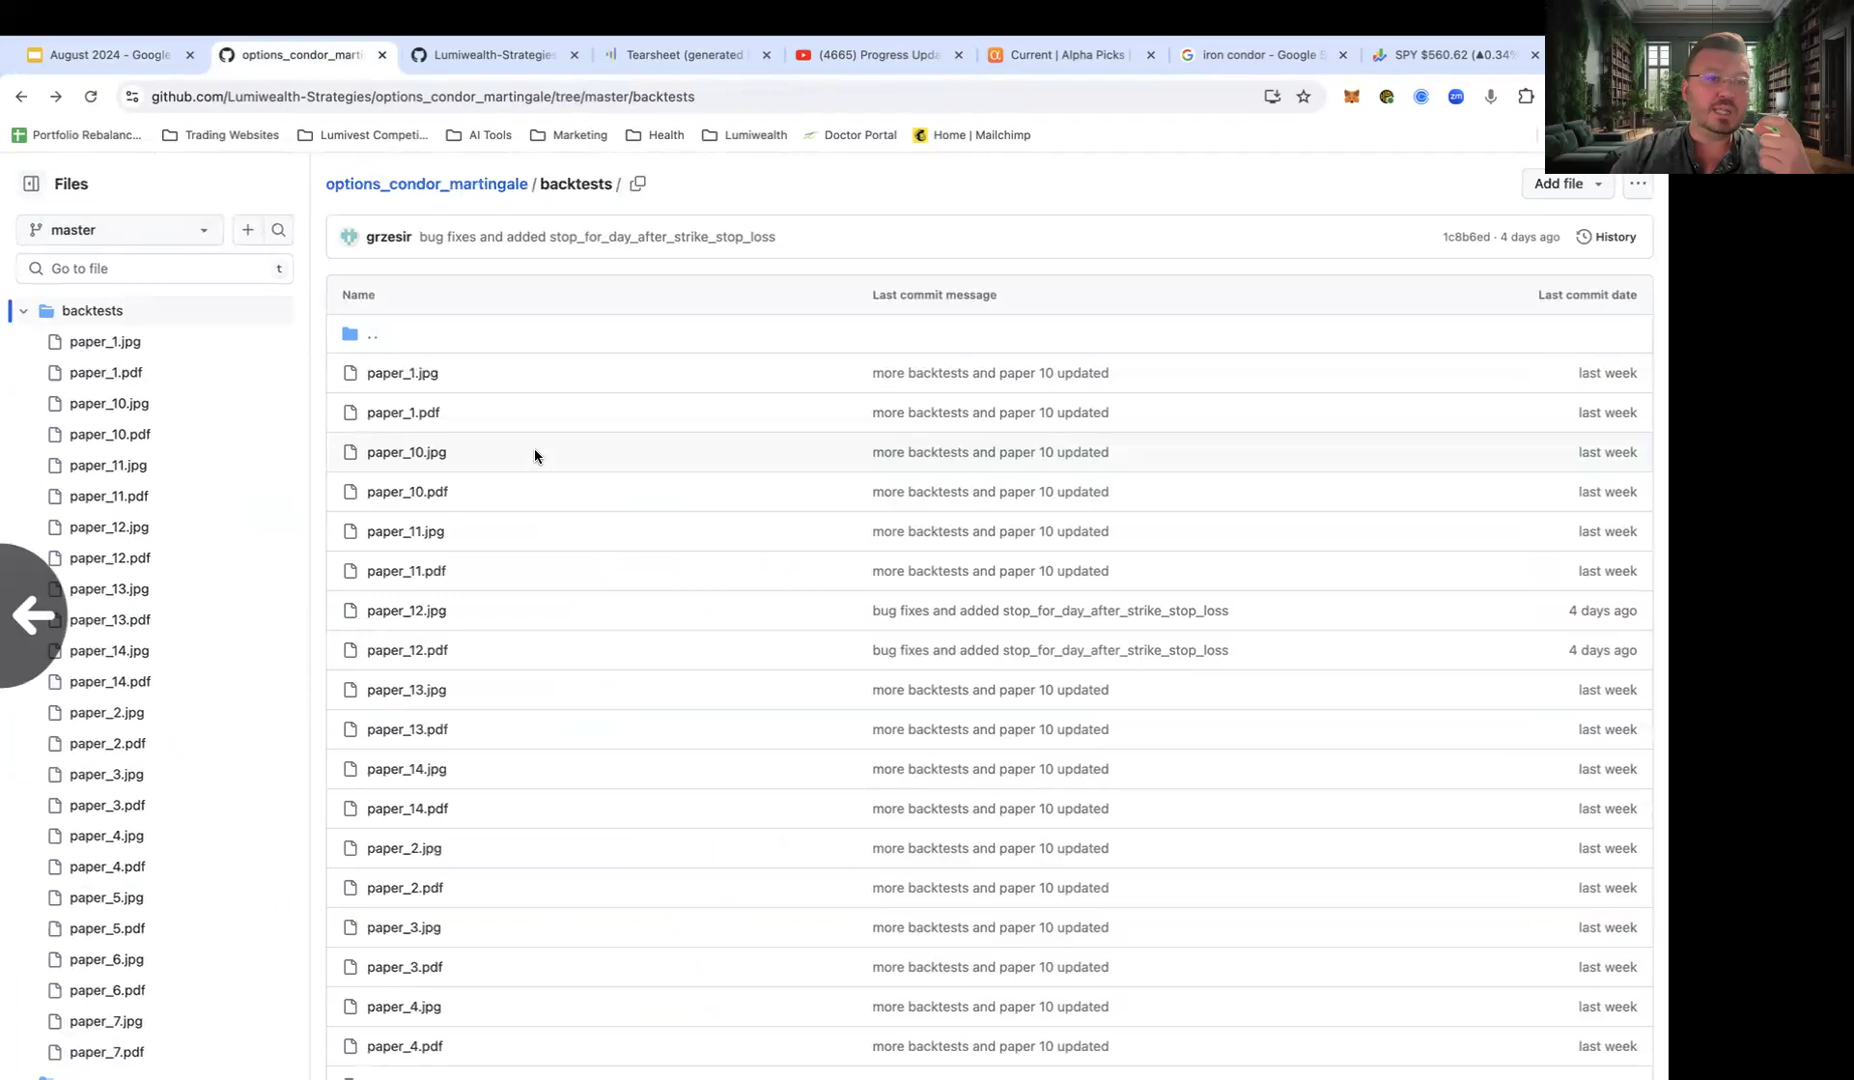 August 2024 - Google
options_condor_marti
Lumiwealth-Strategies
Tearsheet (generated
(4665) Progress Upda
Current | Alpha Picks |
iron condor - Google S
SPY $560.62 (▲0.34%
github.com/Lumiwealth-Strategies/options_condor_martingale/tree/master/backtests
Portfolio Rebalanc...
Trading Websites
Lumivest Competi...
AI Tools
Marketing
Health
Lumiwealth
Doctor Portal
Home | Mailchimp
Files
master
Go to file
t
backtests
paper_1.jpg
paper_1.pdf
paper_10.jpg
paper_10.pdf
paper_11.jpg
paper_11.pdf
paper_12.jpg
paper_12.pdf
paper_13.jpg
paper_13.pdf
paper_14.jpg
paper_14.pdf
paper_2.jpg
paper_2.pdf
paper_3.jpg
paper_3.pdf
paper_4.jpg
paper_4.pdf
paper_5.jpg
paper_5.pdf
paper_6.jpg
paper_6.pdf
paper_7.jpg
paper_7.pdf
options_condor_martingale / backtests /
Add file
grzesir bug fixes and added stop_for_day_after_strike_stop_loss 1c8b6ed · 4 days ago History
Name Last commit message Last commit date
..
paper_1.jpg more backtests and paper 10 updated last week
paper_1.pdf more backtests and paper 10 updated last week
paper_10.jpg more backtests and paper 10 updated last week
paper_10.pdf more backtests and paper 10 updated last week
paper_11.jpg more backtests and paper 10 updated last week
paper_11.pdf more backtests and paper 10 updated last week
paper_12.jpg bug fixes and added stop_for_day_after_strike_stop_loss 4 days ago
paper_12.pdf bug fixes and added stop_for_day_after_strike_stop_loss 4 days ago
paper_13.jpg more backtests and paper 10 updated last week
paper_13.pdf more backtests and paper 10 updated last week
paper_14.jpg more backtests and paper 10 updated last week
paper_14.pdf more backtests and paper 10 updated last week
paper_2.jpg more backtests and paper 10 updated last week
paper_2.pdf more backtests and paper 10 updated last week
paper_3.jpg more backtests and paper 10 updated last week
paper_3.pdf more backtests and paper 10 updated last week
paper_4.jpg more backtests and paper 10 updated last week
paper_4.pdf more backtests and paper 10 updated last week